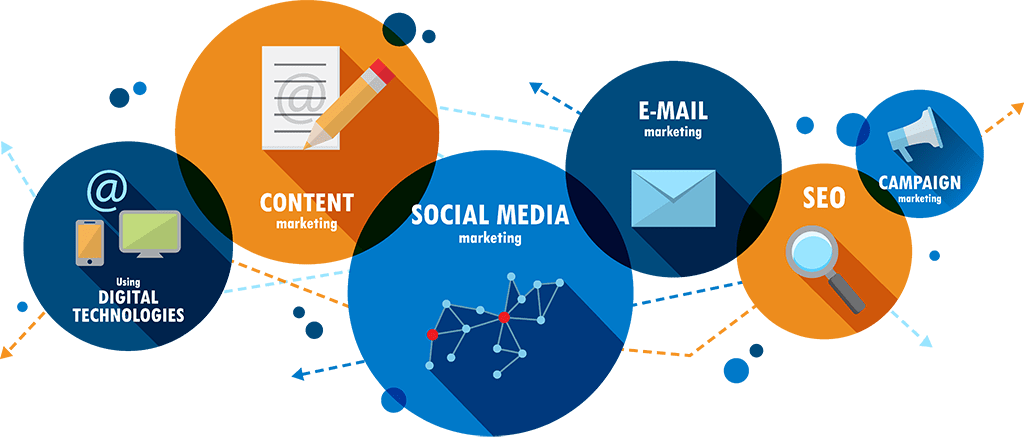 @
Using
DIGITAL
TECHNOLOGIES
@
CONTENT
marketing
SOCIAL MEDIA
marketing
E-MAIL
marketing
SEO
CAMPAIGN
marketing